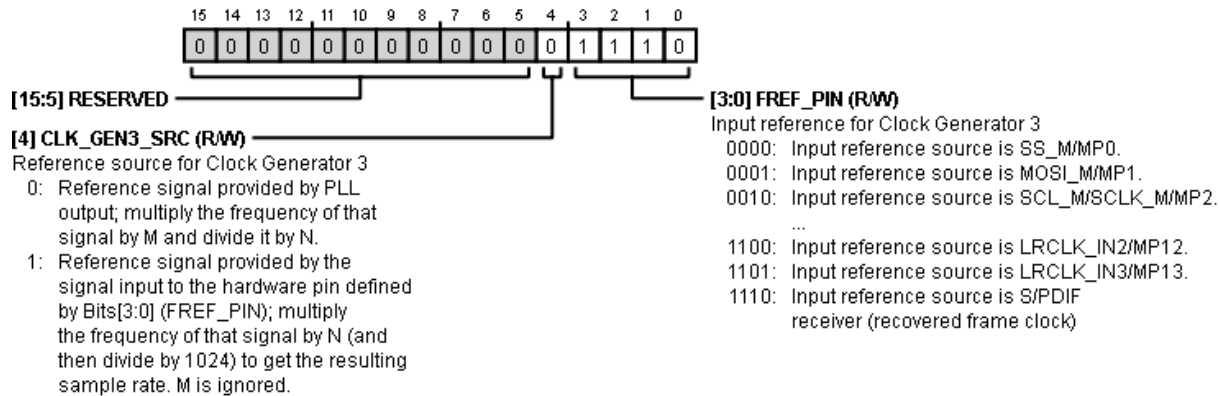 15 14 13 12 11 10 9 8 7 6 5 4 3 2 1 0
0 0 0 0 0 0 0 0 0 0 0 0 1 1 1 0
[15:5] RESERVED
[4] CLK_GEN3_SRC (R/W)
Reference source for Clock Generator 3
0: Reference signal provided by PLL
output; multiply the frequency of that
signal by M and divide it by N.
1: Reference signal provided by the
signal input to the hardware pin defined
by Bits[3:0] (FREF_PIN); multiply
the frequency of that signal by N (and
then divide by 1024) to get the resulting
sample rate. M is ignored.
[3:0] FREF_PIN (R/W)
Input reference for Clock Generator 3
0000: Input reference source is SS_M/MP0.
0001: Input reference source is MOSI_M/MP1.
0010: Input reference source is SCL_M/SCLK_M/MP2.
...
1100: Input reference source is LRCLK_IN2/MP12.
1101: Input reference source is LRCLK_IN3/MP13.
1110: Input reference source is S/PDIF
receiver (recovered frame clock)